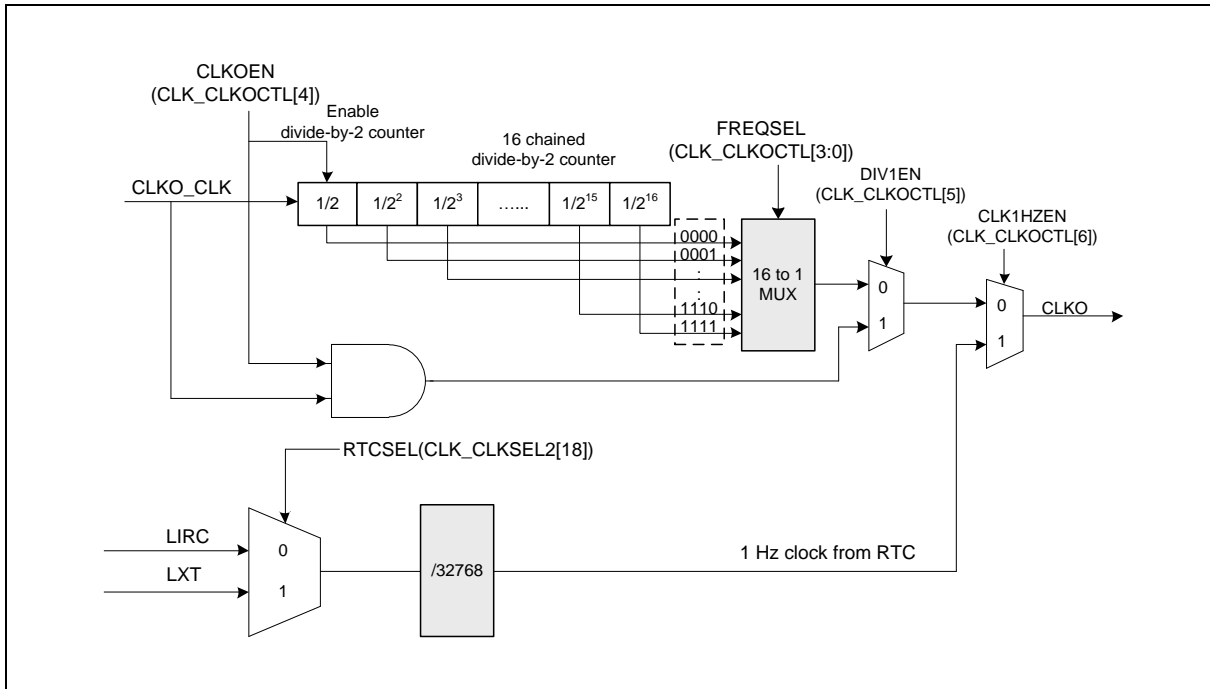 CLKOEN
(CLK_CLKOCTL[4])
Enable
divide-by-2 counter
16 chained
divide-by-2 counter
FREQSEL
(CLK_CLKOCTL[3:0])
DIV1EN
(CLK_CLKOCTL[5])
CLK1HZEN
(CLK_CLKOCTL[6])
CLKO_CLK
1/2
1/2²
1/2³
…...
1/2¹⁵
1/2¹⁶
0000
0001
:
:
1110
1111
16 to 1
MUX
0
1
0
1
CLKO
RTCSEL(CLK_CLKSEL2[18])
LIRC
LXT
0
1
/32768
1 Hz clock from RTC